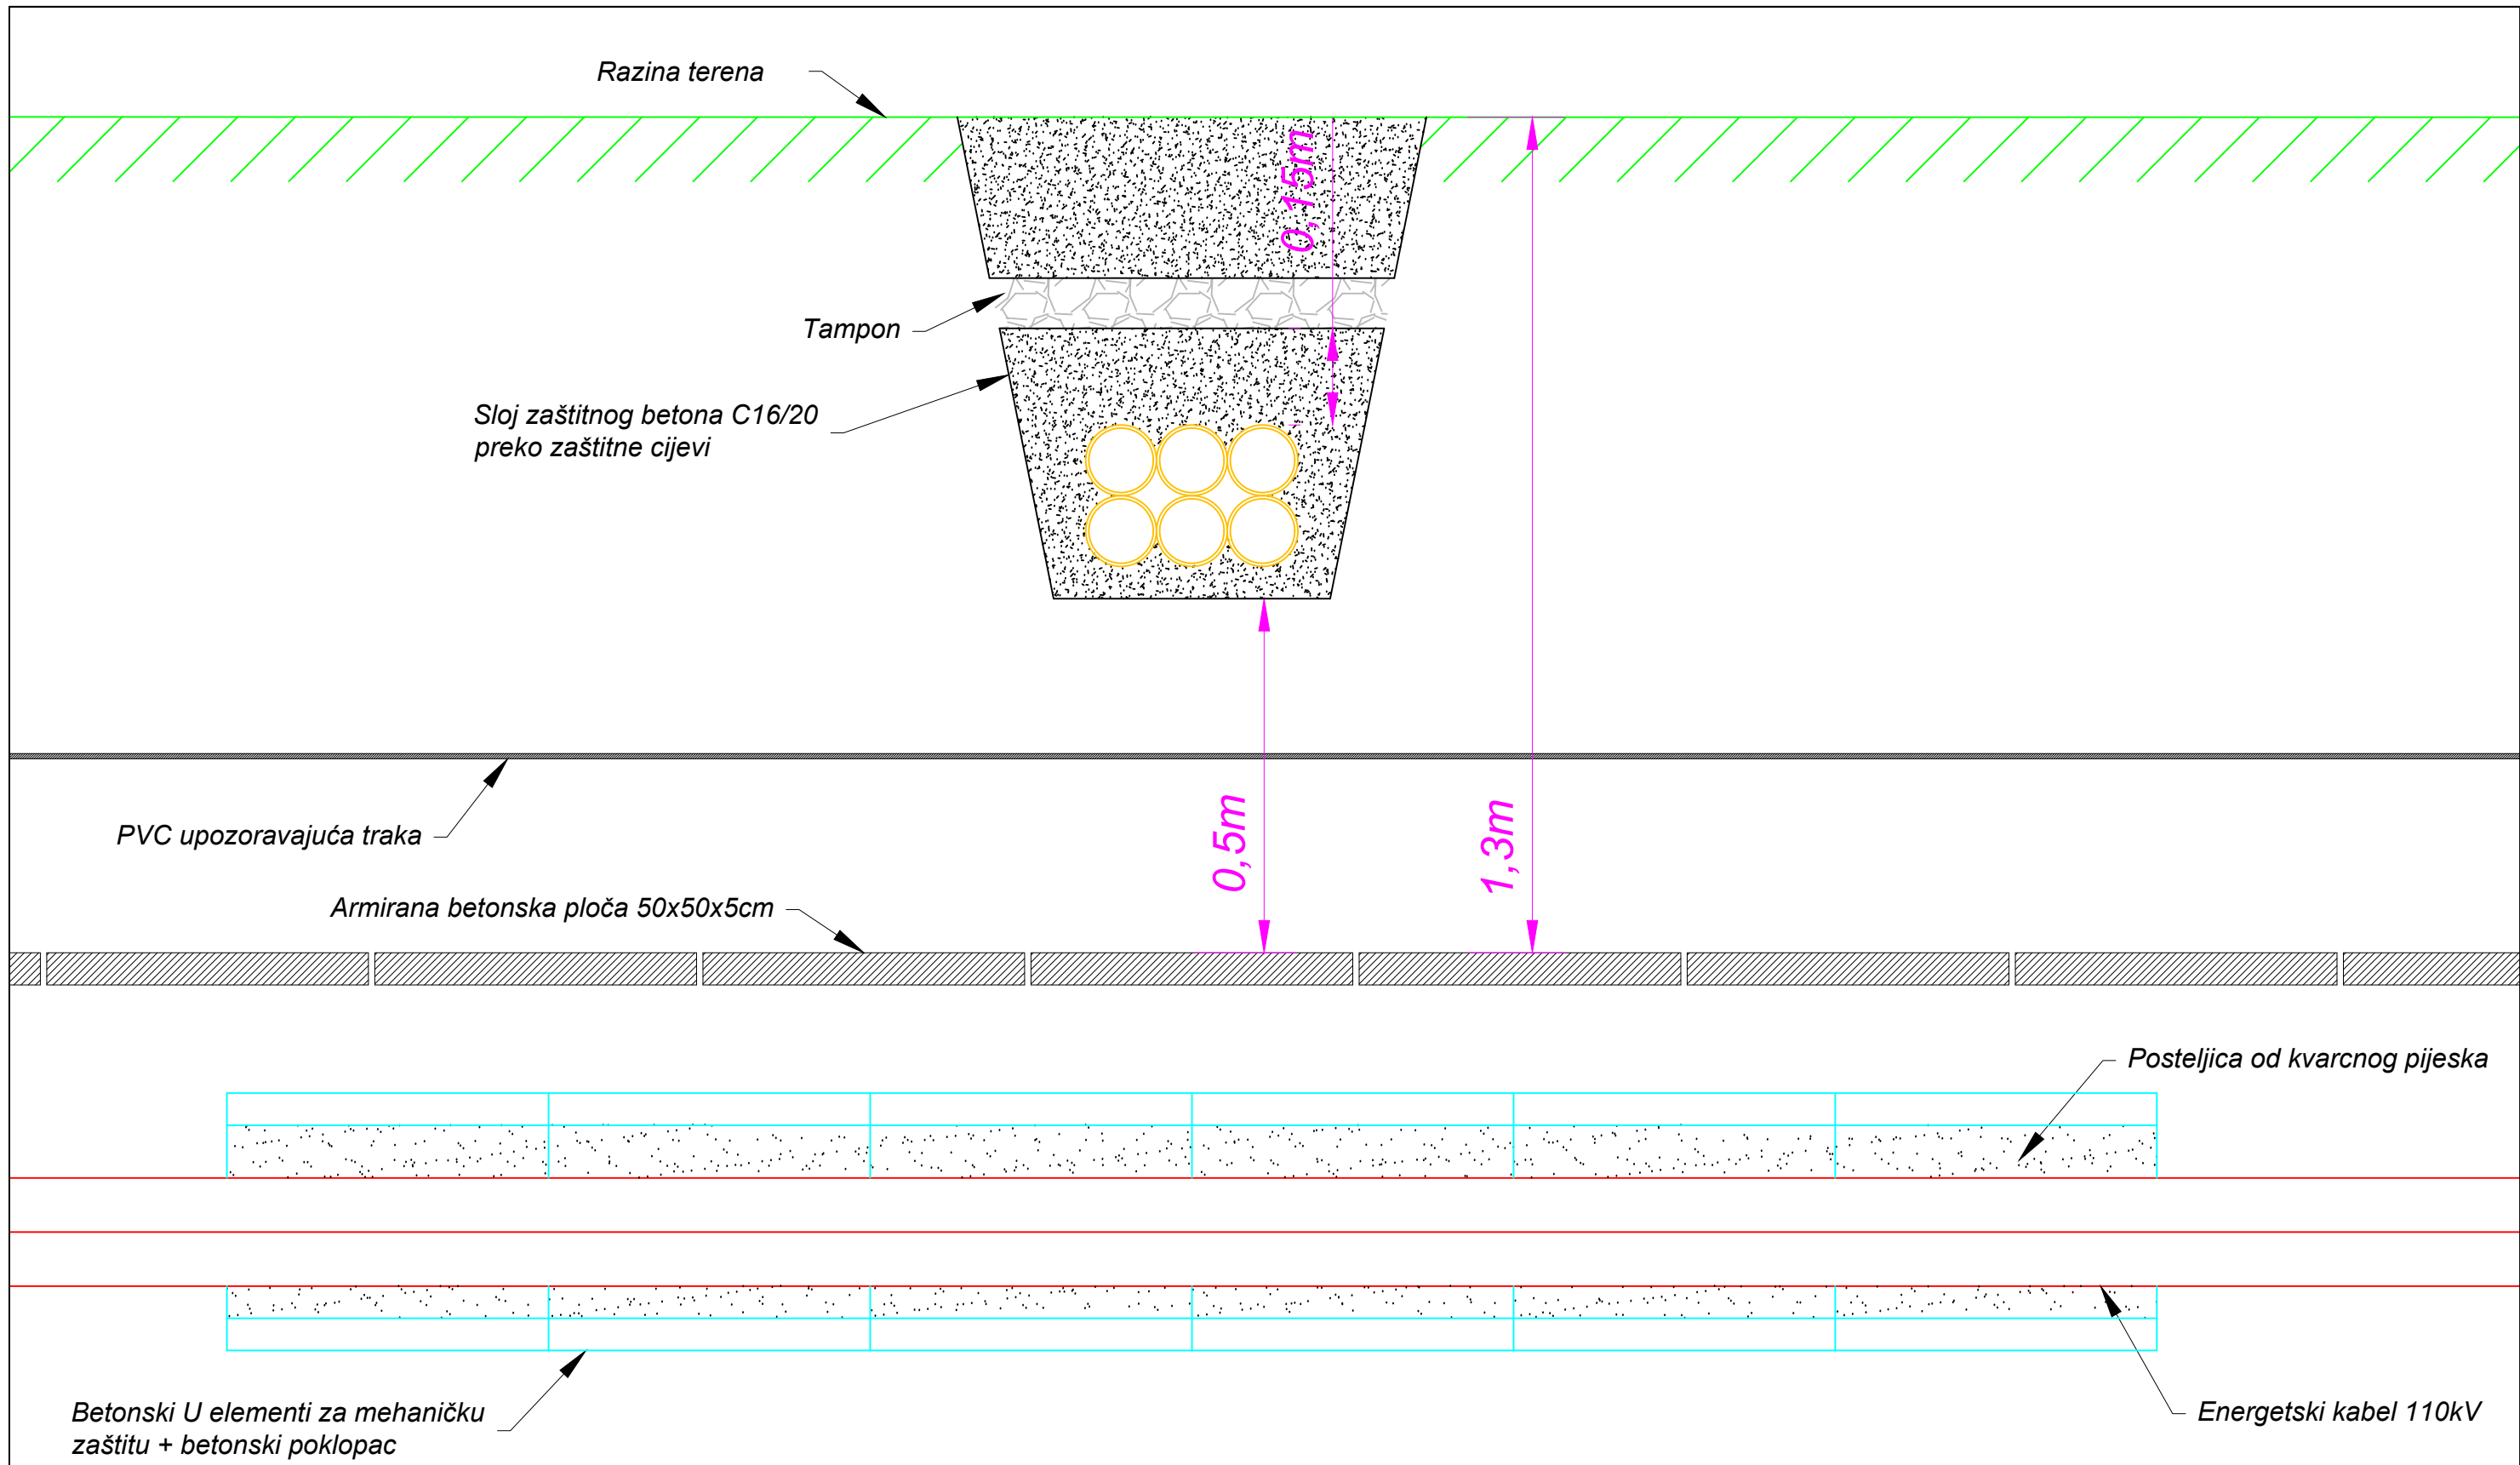 Razina terena
0,15m
Tampon
Sloj zaštitnog betona C16/20
preko zaštitne cijevi
PVC upozoravajuća traka
0,5m
1,3m
Armirana betonska ploča 50x50x5cm
Posteljica od kvarcnog pijeska
Betonski U elementi za mehaničku
zaštitu + betonski poklopac
Energetski kabel 110kV